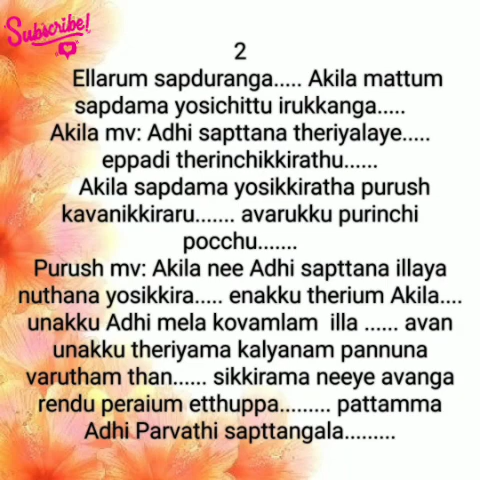 Subscribe!
2
Ellarum sapduranga..... Akila mattum
sapdama yosichittu irukkanga.....
Akila mv: Adhi sapttana theriyalaye.....
eppadi therinchikkirathu......
Akila sapdama yosikkiratha purush
kavanikkiraru....... avarukku purinchi
pocchu.......
Purush mv: Akila nee Adhi sapttana illaya
nuthana yosikkira..... enakku therium Akila....
unakku Adhi mela kovamlam illa ...... avan
unakku theriyama kalyanam pannuna
varutham than...... sikkirama neeye avanga
rendu peraium etthuppa......... pattamma
Adhi Parvathi sapttangala.........